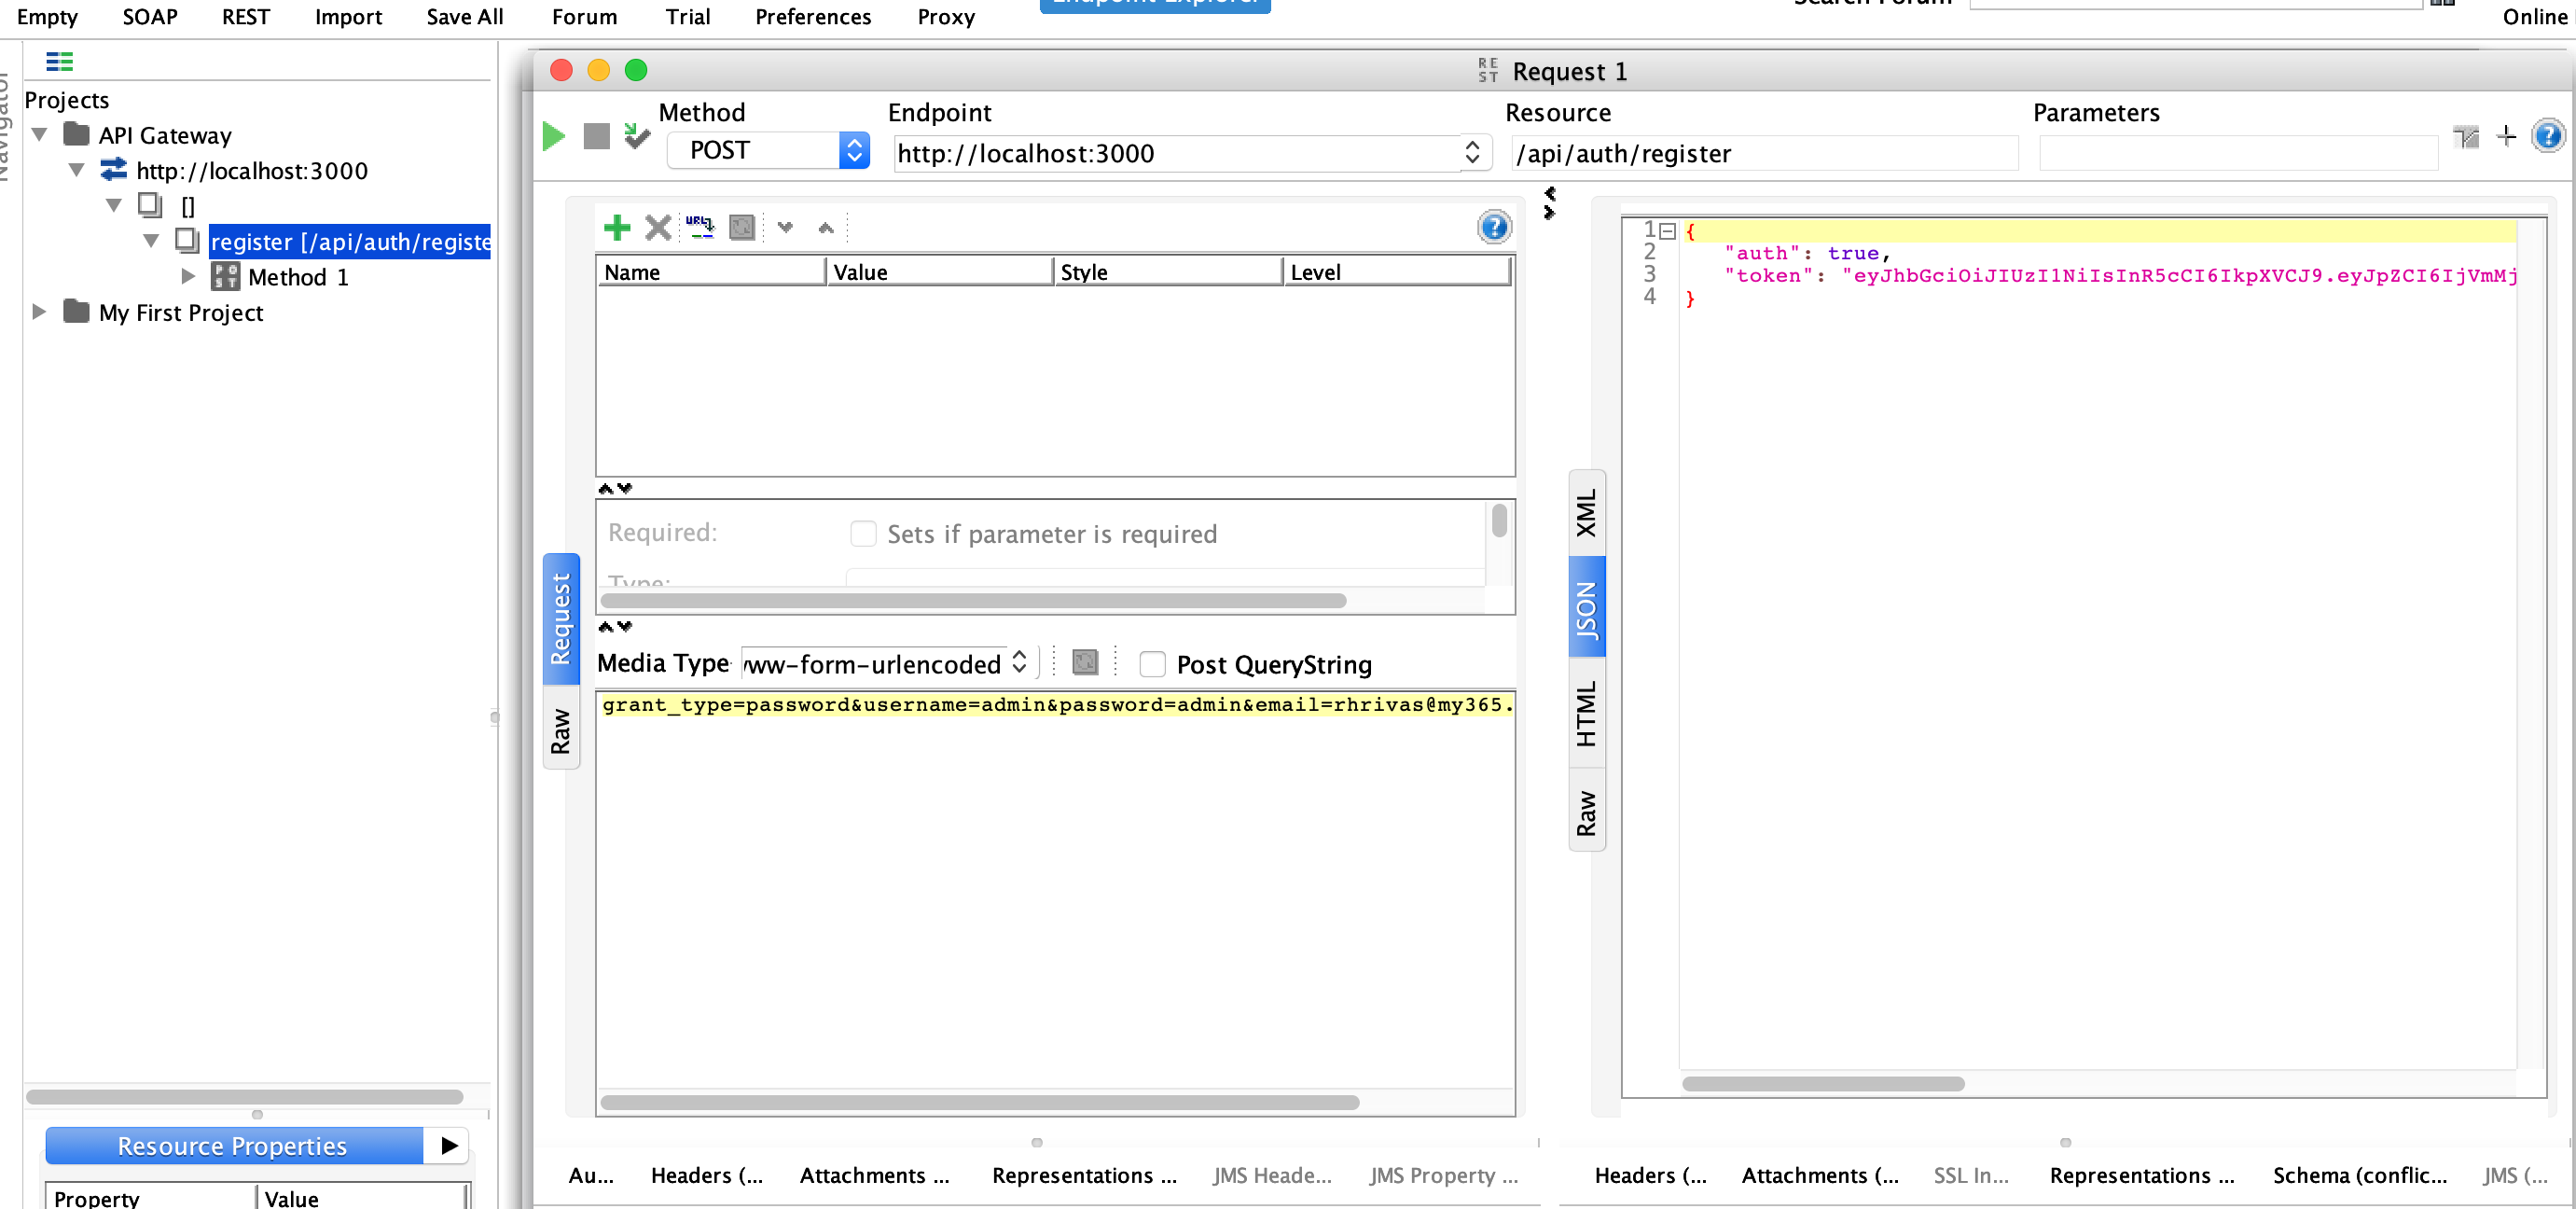 Empty SOAP REST Import Save All Forum Trial Preferences Proxy Endpoint Explorer Search Forum Online
Navigator
Projects
API Gateway
http://localhost:3000
[]
register [/api/auth/registe
Method 1
My First Project
Resource Properties
Property Value
REST Request 1
Method Endpoint Resource Parameters
POST http://localhost:3000 /api/auth/register
Name Value Style Level
Required: Sets if parameter is required
Type:
Request
Raw
Media Type ww-form-urlencoded Post QueryString
grant_type=password&username=admin&password=admin&email=rhrivas@my365.
XML
JSON
HTML
Raw
1 {
2 "auth": true,
3 "token": "eyJhbGciOiJIUzI1NiIsInR5cCI6IkpXVCJ9.eyJpZCI6IjVmMj
4 }
Au... Headers (... Attachments ... Representations ... JMS Heade... JMS Property ...
Headers (... Attachments (... SSL In... Representations ... Schema (conflic... JMS (...